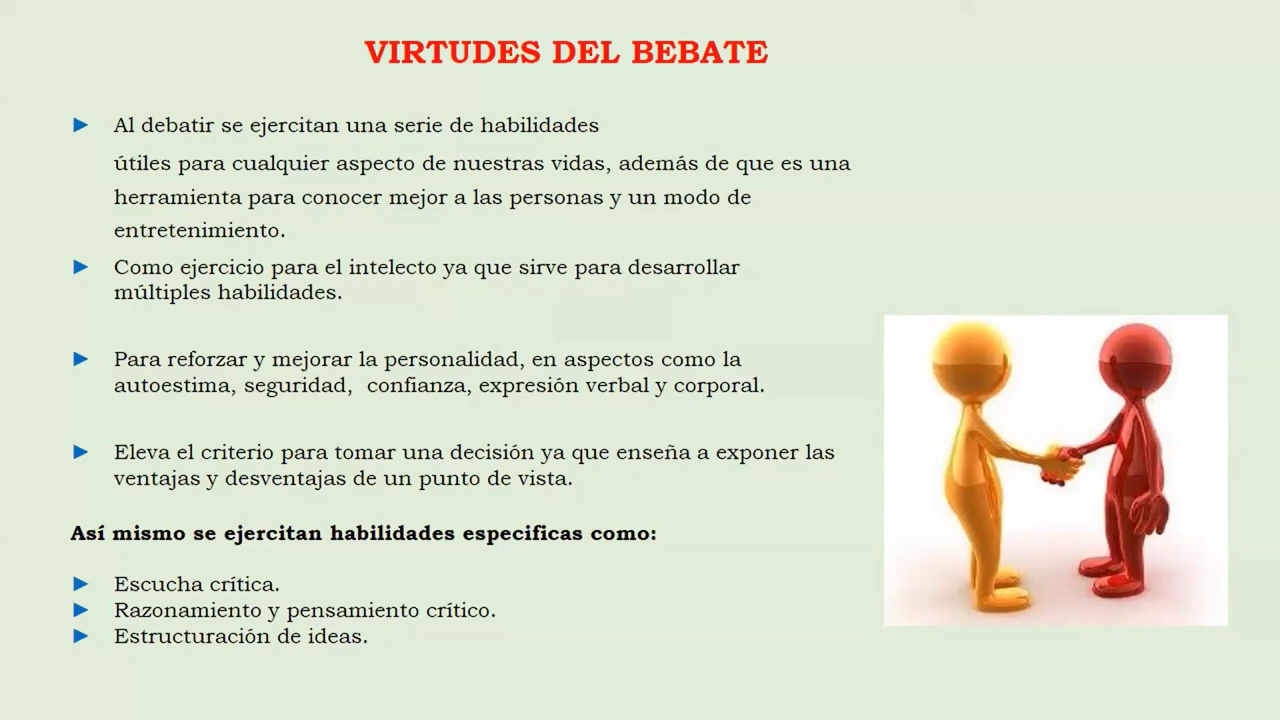 VIRTUDES DEL BEBATE
Al debatir se ejercitan una serie de habilidades
útiles para cualquier aspecto de nuestras vidas, además de que es una
herramienta para conocer mejor a las personas y un modo de
entretenimiento.
Como ejercicio para el intelecto ya que sirve para desarrollar
múltiples habilidades.
Para reforzar y mejorar la personalidad, en aspectos como la
autoestima, seguridad, confianza, expresión verbal y corporal.
Eleva el criterio para tomar una decisión ya que enseña a exponer las
ventajas y desventajas de un punto de vista.
Así mismo se ejercitan habilidades especificas como:
Escucha crítica.
Razonamiento y pensamiento crítico.
Estructuración de ideas.